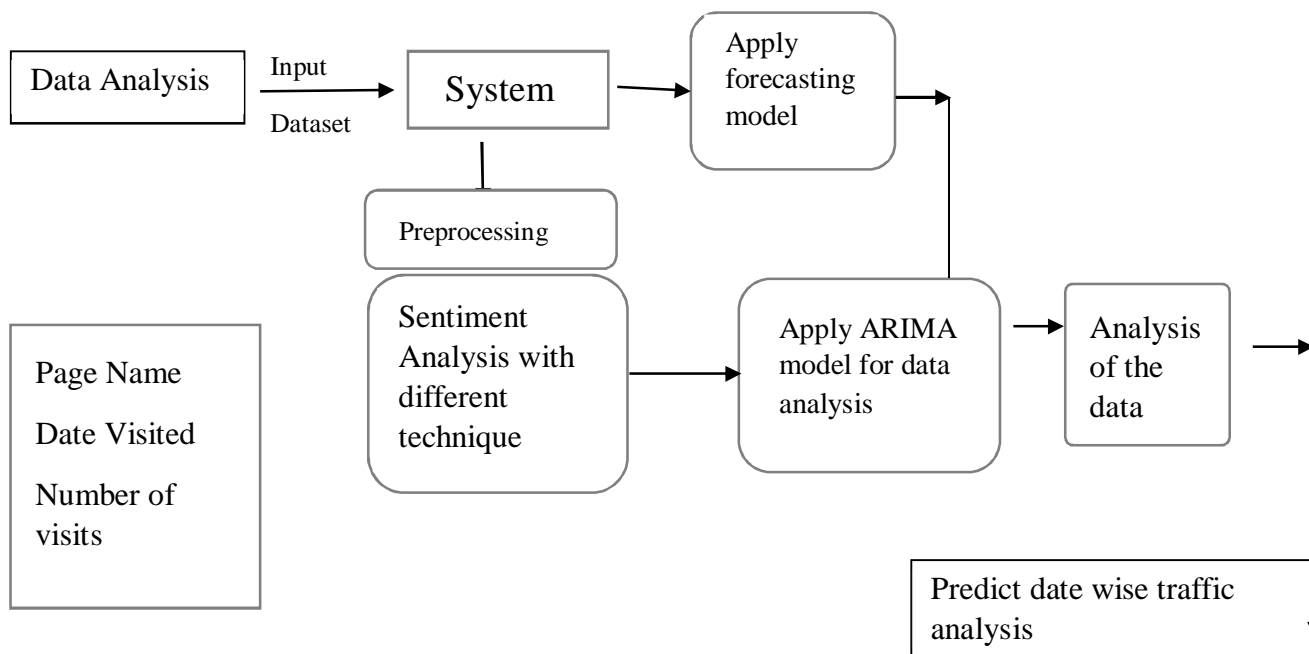 Data Analysis
Input
Dataset
System
Apply
forecasting
model
Preprocessing
Sentiment
Analysis with
different
technique
Apply ARIMA
model for data
analysis
Analysis
of the
data
Page Name
Date Visited
Number of
visits
Predict date wise traffic
analysis